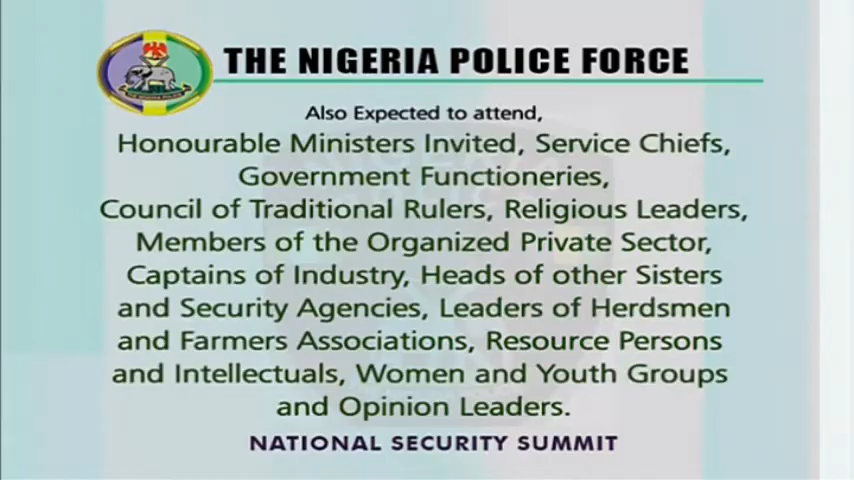 THE NIGERIA POLICE FORCE
Also Expected to attend,
Honourable Ministers Invited, Service Chiefs,
Government Functioneries,
Council of Traditional Rulers, Religious Leaders,
Members of the Organized Private Sector,
Captains of Industry, Heads of other Sisters
and Security Agencies, Leaders of Herdsmen
and Farmers Associations, Resource Persons
and Intellectuals, Women and Youth Groups
and Opinion Leaders.
NATIONAL SECURITY SUMMIT